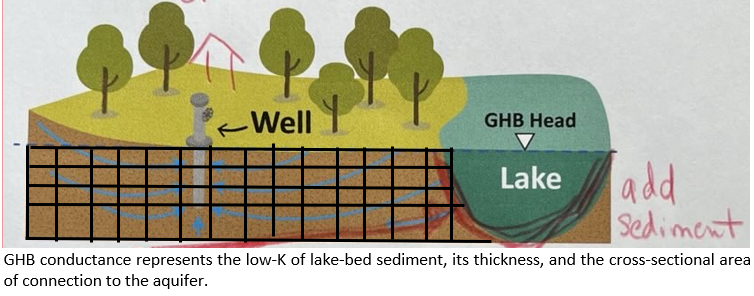 Well
GHB Head
Lake
add
sediment
GHB conductance represents the low-K of lake-bed sediment, its thickness, and the cross-sectional area
of connection to the aquifer.